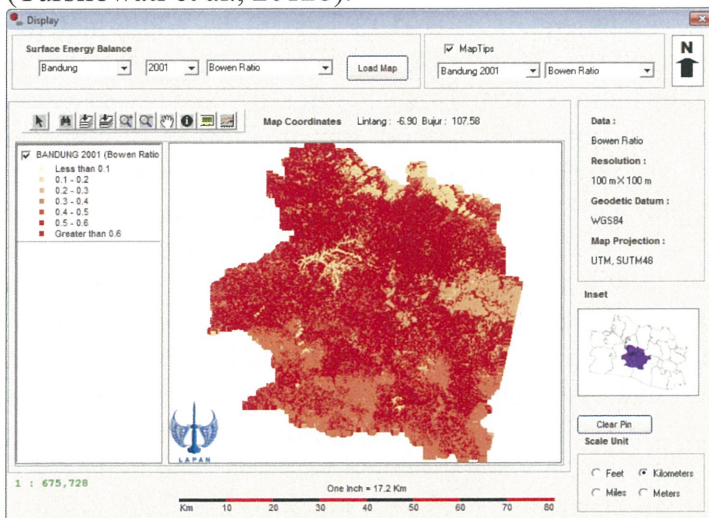 Display
Surface Energy Balance
Bandung 2001 Bowen Ratio Load Map
MapTips
Bandung 2001 Bowen Ratio
N
Map Coordinates Lintang : -6.90 Bujur : 107.58
BANDUNG 2001 (Bowen Ratio
Less than 0.1
0.1 - 0.2
0.2 - 0.3
0.3 - 0.4
0.4 - 0.5
0.5 - 0.6
Greater than 0.6
LAPAN
Data :
Bowen Ratio
Resolution :
100 m X 100 m
Geodetic Datum :
WGS84
Map Projection :
UTM, SUTM48
Inset
Clear Pin
Scale Unit
Feet Kilometers
Miles Meters
1 : 675,728
One Inch = 17.2 Km
Km 10 20 30 40 50 60 70 80